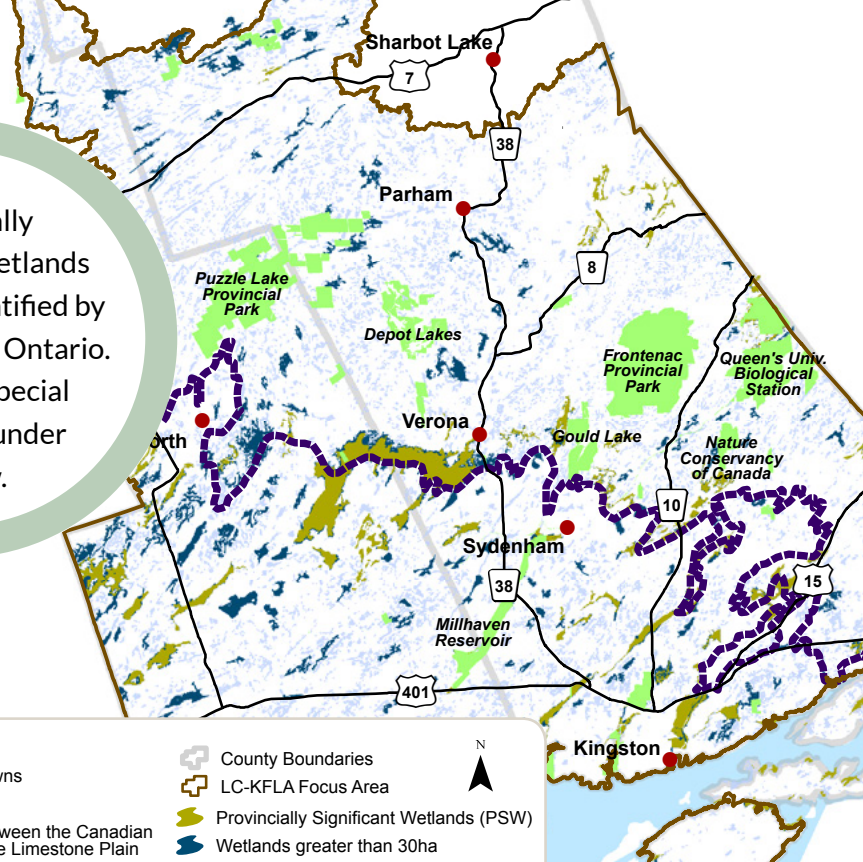 Sharbot Lake
7
38
Parham
ally
etlands
tified by
Ontario.
pecial
under
y.
8
Puzzle Lake
Provincial
Park
Depot Lakes
Frontenac
Provincial
Park
Queen's Univ.
Biological
Station
Verona
orth
Gould Lake
Nature
Conservancy
of Canada
10
Sydenham
38
15
Millhaven
Reservoir
401
Kingston
wns
ween the Canadian
e Limestone Plain
County Boundaries
LC-KFLA Focus Area
Provincially Significant Wetlands (PSW)
Wetlands greater than 30ha
N